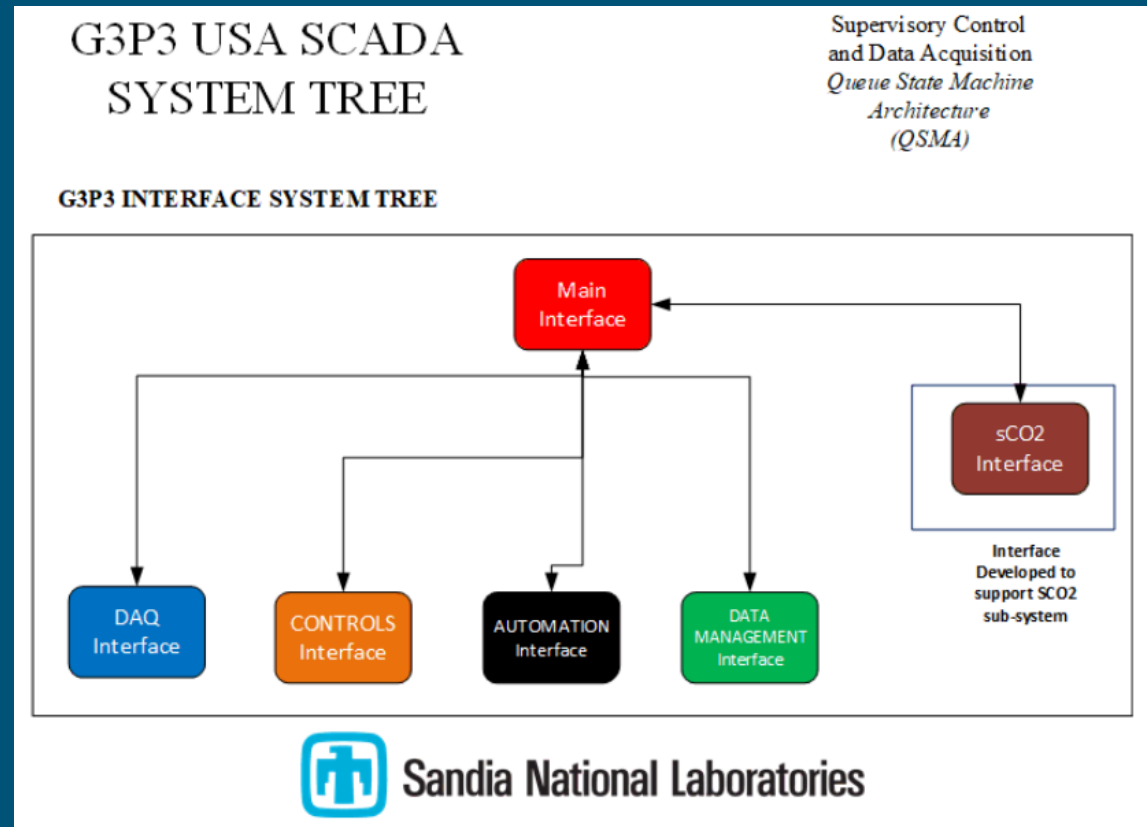 G3P3 USA SCADA
SYSTEM TREE
Supervisory Control
and Data Acquisition
Queue State Machine
Architecture
(QSMA)
G3P3 INTERFACE SYSTEM TREE
Main
Interface
sCO2
Interface
Interface
Developed to
support SCO2
sub-system
DAQ
Interface
CONTROLS
Interface
AUTOMATION
Interface
DATA
MANAGEMENT
Interface
Sandia National Laboratories